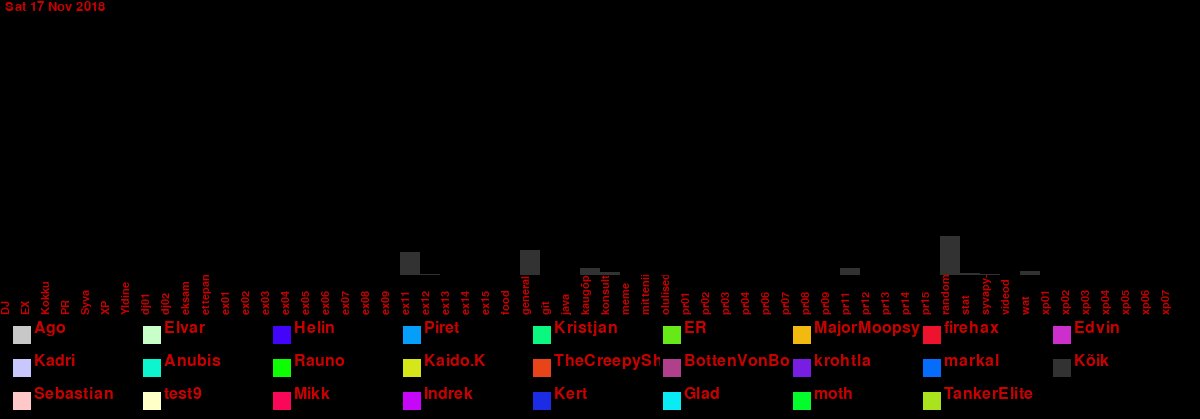 Sat 17 Nov 2018
DJ EX Kokku PR Syva XP Yldine dj01 dj02 eksam ettepan ex01 ex02 ex03 ex04 ex05 ex06 ex07 ex08 ex09 ex11 ex12 ex13 ex14 ex15 food general git java kaugõp konsult meme mittenii olulised pr01 pr02 pr03 pr04 pr06 pr07 pr08 pr09 pr11 pr12 pr13 pr14 pr15 random stat syvapy videod wat xp01 xp02 xp03 xp04 xp05 xp06 xp07
Ago Elvar Helin Piret Kristjan ER MajorMoopsy firehax Edvin
Kadri Anubis Rauno Kaido.K TheCreepySh BottenVonBo krohtla markal Kõik
Sebastian test9 Mikk Indrek Kert Glad moth TankerElite